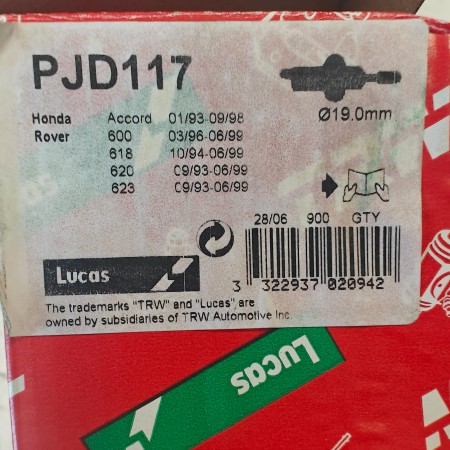 PJD117
Ø19.0mm
Honda Accord 01/93-09/98
Rover 600 03/96-06/99
618 10/94-06/99
620 09/93-06/99
623 09/93-06/99
28/06 900 GTY
3 322937 020942
Lucas
The trademarks "TRW" and "Lucas" are
owned by subsidiaries of TRW Automotive Inc.
Lucas